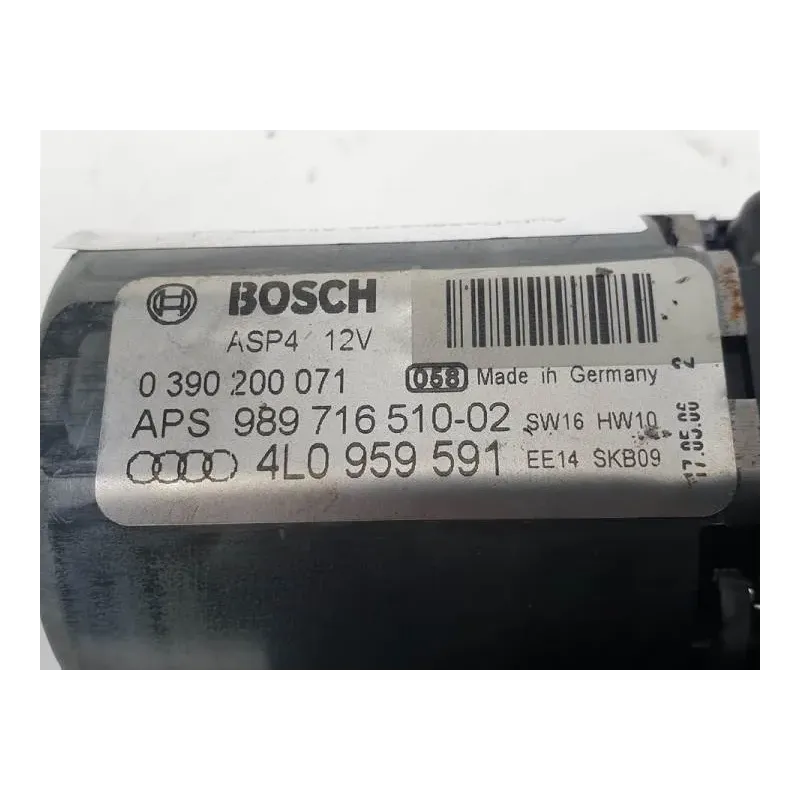 BOSCH
ASP4 12V
0 390 200 071
058 Made in Germany
APS 989 716 510-02 SW16 HW10
4L0 959 591 EE14 SKB09
17.05.06 2